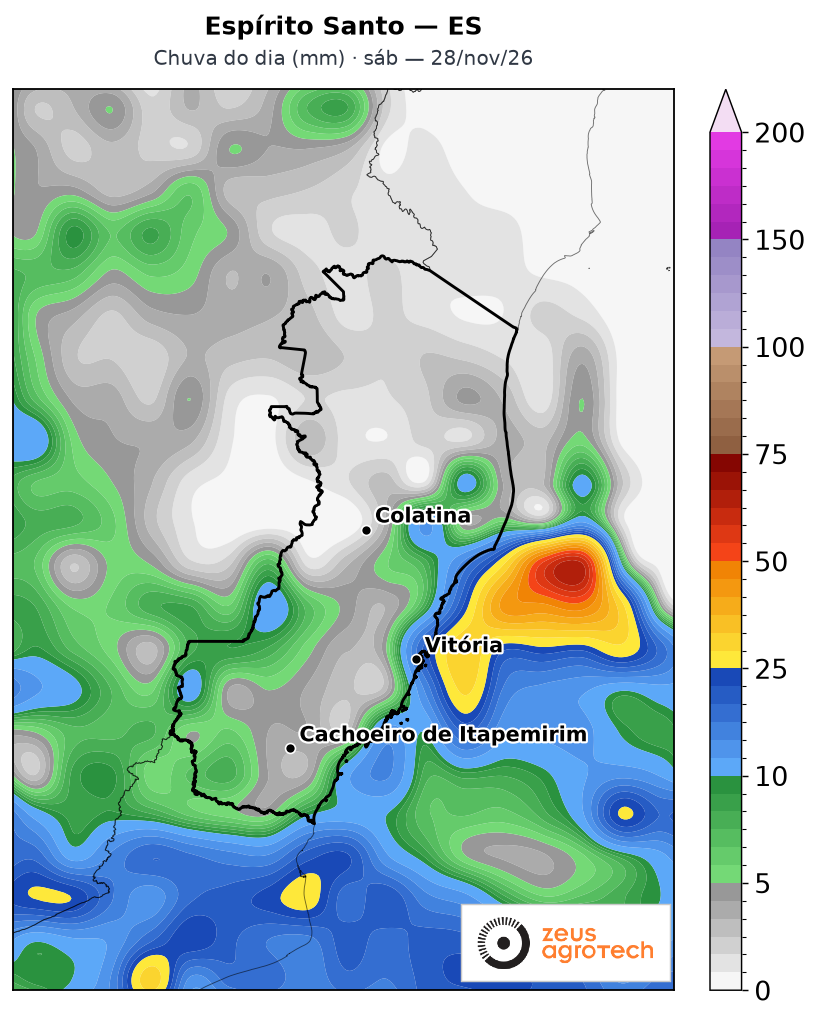 Espírito Santo — ES
Chuva do dia (mm) · sáb — 28/nov/26
200
150
100
75
50
25
10
5
0
Colatina
Vitória
Cachoeiro de Itapemirim
zeus
agroTech